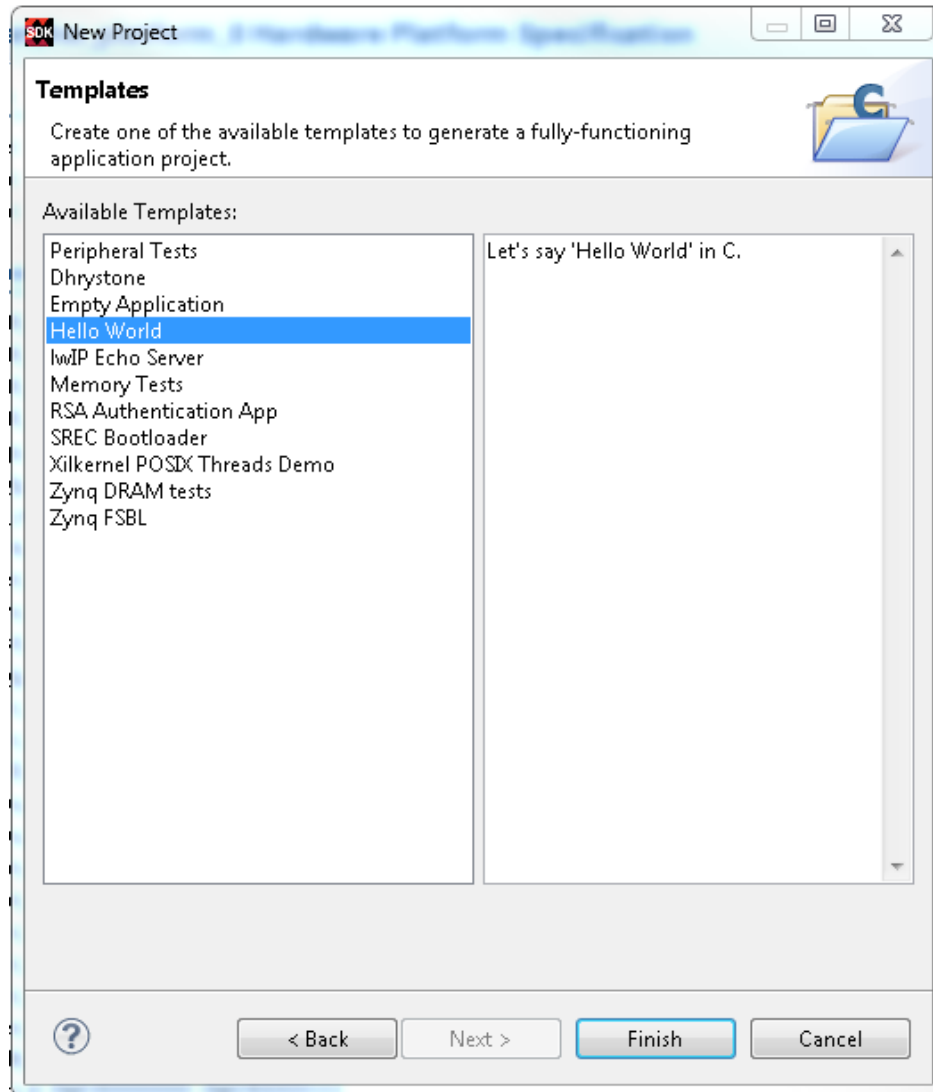 SDK New Project
Templates
Create one of the available templates to generate a fully-functioning
application project.
C
Available Templates:
Peripheral Tests
Dhrystone
Empty Application
Hello World
lwIP Echo Server
Memory Tests
RSA Authentication App
SREC Bootloader
Xilkernel POSIX Threads Demo
Zynq DRAM tests
Zynq FSBL
Let's say 'Hello World' in C.
?
< Back
Next >
Finish
Cancel